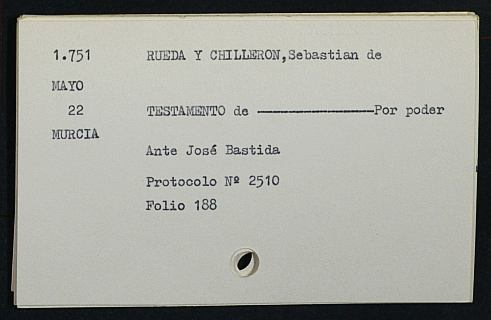 1.751 RUEDA Y CHILLERON,Sebastian de
MAYO
22 TESTAMENTO de ——————————Por poder
MURCIA
Ante José Bastida
Protocolo Nº 2510
Folio 188